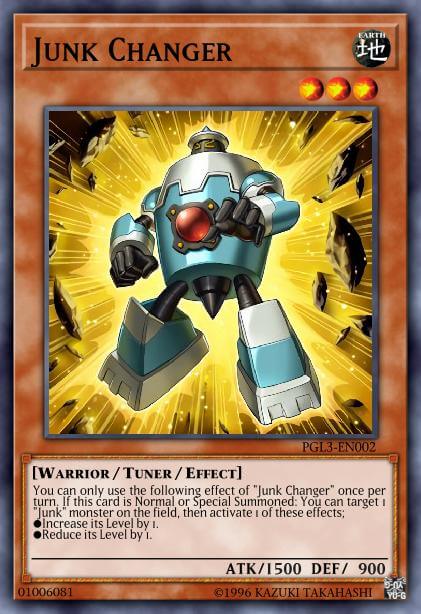 JUNK CHANGER
EARTH
地
PGL3-EN002
[WARRIOR / TUNER / EFFECT]
You can only use the following effect of "Junk Changer" once per
turn. If this card is Normal or Special Summoned: You can target 1
"Junk" monster on the field, then activate 1 of these effects;
●Increase its Level by 1.
●Reduce its Level by 1.
ATK/1500 DEF/ 900
01006081
©1996 KAZUKI TAKAHASHI